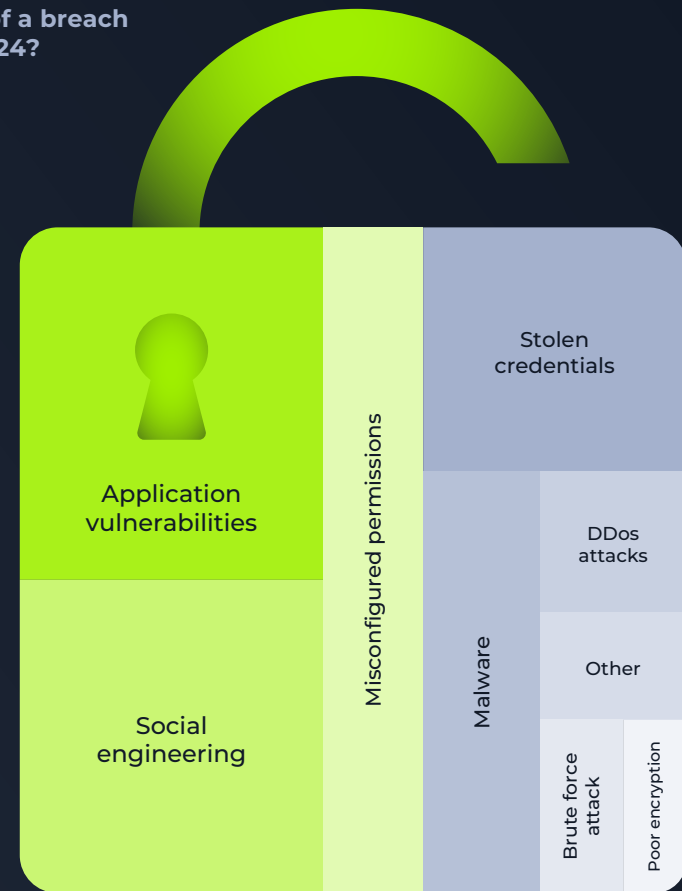 of a breach
24?
Application
vulnerabilities
Social
engineering
Misconfigured permissions
Stolen
credentials
Malware
DDos
attacks
Other
Brute force
attack
Poor encryption